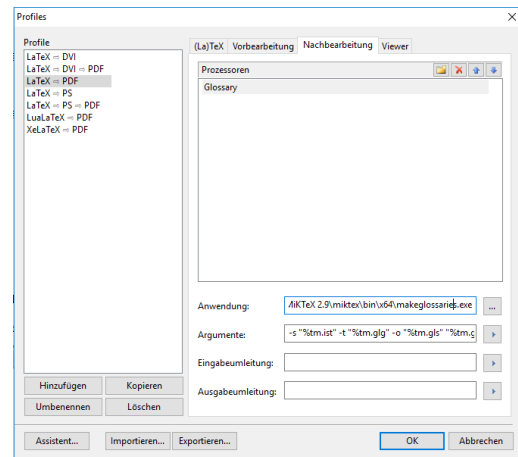 Profiles
Profile
LaTeX ⇨ DVI
LaTeX ⇨ DVI ⇨ PDF
LaTeX ⇨ PDF
LaTeX ⇨ PS
LaTeX ⇨ PS ⇨ PDF
LuaLaTeX ⇨ PDF
XeLaTeX ⇨ PDF
Hinzufügen Kopieren
Umbenennen Löschen
(La)TeX Vorbearbeitung Nachbearbeitung Viewer
Prozessoren
Glossary
Anwendung: MiKTeX 2.9\miktex\bin\x64\makeglossaries.exe ...
Argumente: -s "%tm.ist" -t "%tm.glg" -o "%tm.gls" "%tm.g
Eingabeumleitung:
Ausgabeumleitung:
Assistent... Importieren... Exportieren... OK Abbrechen